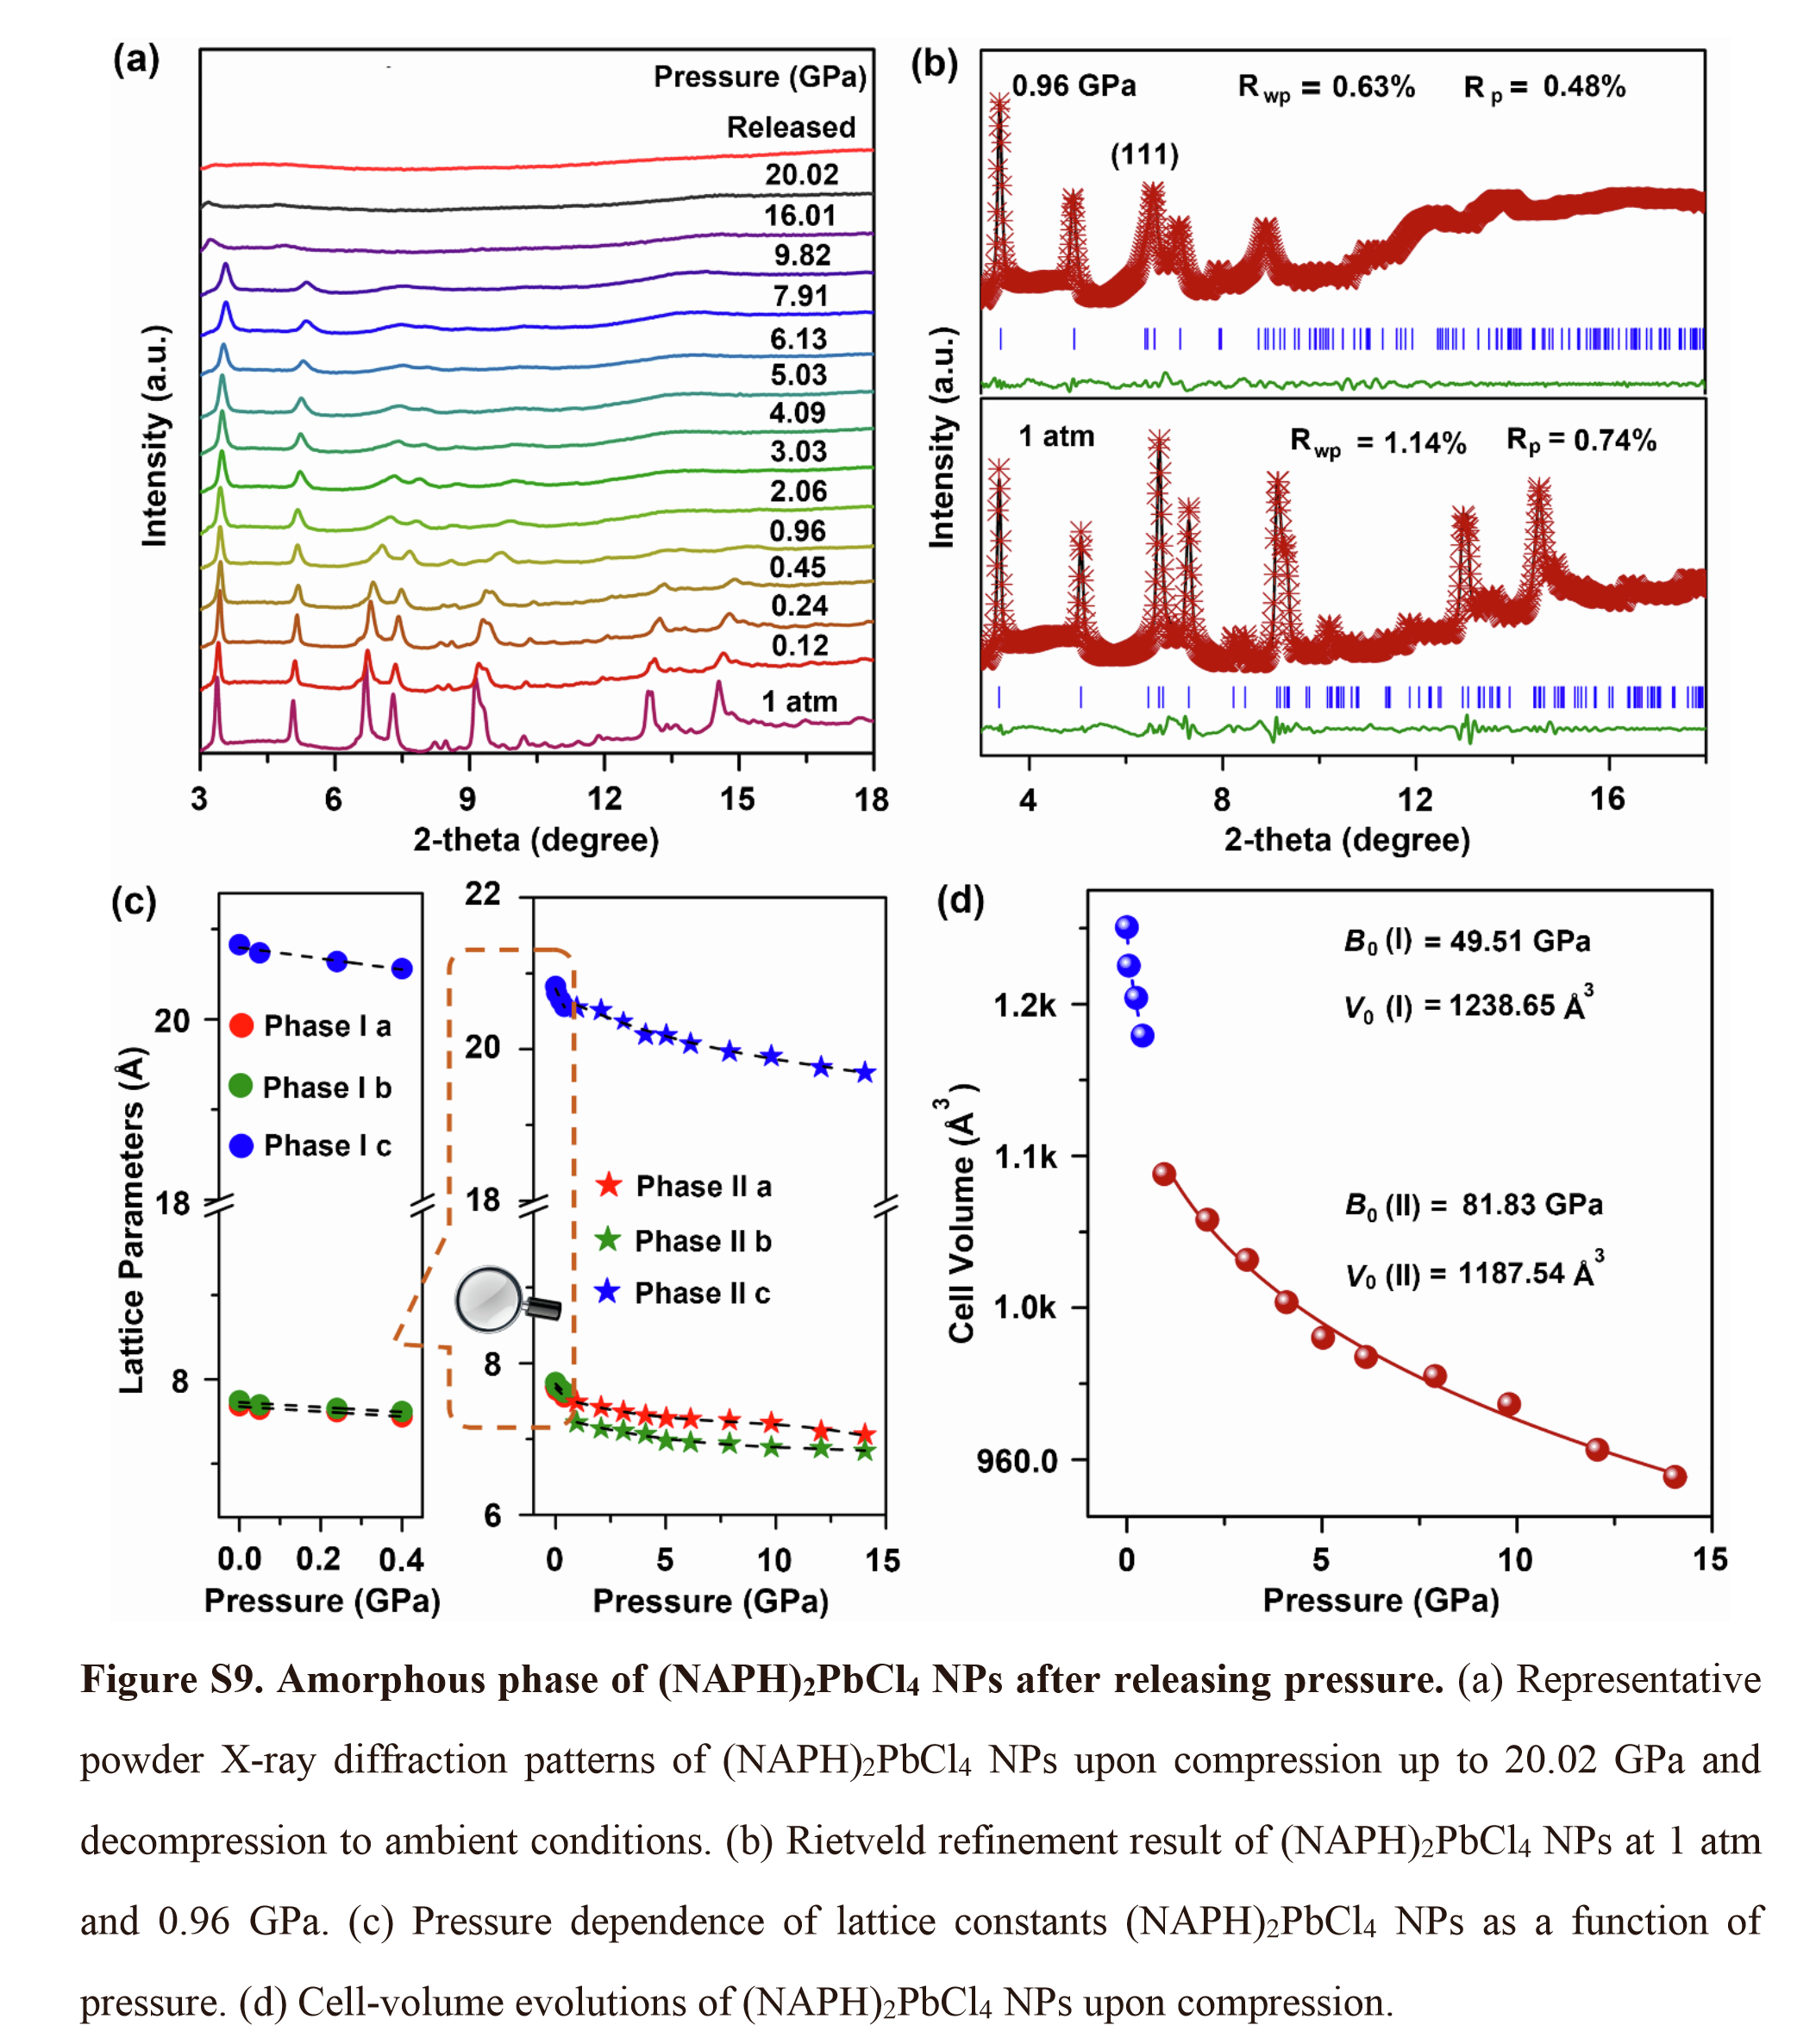 (a)
Pressure (GPa)
Released
20.02
16.01
9.82
7.91
6.13
5.03
4.09
3.03
2.06
0.96
0.45
0.24
0.12
1 atm
Intensity (a.u.)
3 6 9 12 15 18
2-theta (degree)
(b)
0.96 GPa R wp = 0.63% R p = 0.48%
(111)
1 atm R wp = 1.14% R p = 0.74%
Intensity (a.u.)
4 8 12 16
2-theta (degree)
(c)
Lattice Parameters (Å)
20
18
8
Phase I a
Phase I b
Phase I c
0.0 0.2 0.4
Pressure (GPa)
22
20
18
8
6
Phase II a
Phase II b
Phase II c
0 5 10 15
Pressure (GPa)
(d)
Cell Volume (Å³)
1.2k
1.1k
1.0k
960.0
B₀ (I) = 49.51 GPa
V₀ (I) = 1238.65 Å³
B₀ (II) = 81.83 GPa
V₀ (II) = 1187.54 Å³
0 5 10 15
Pressure (GPa)
Figure S9. Amorphous phase of (NAPH)₂PbCl₄ NPs after releasing pressure. (a) Representative
powder X-ray diffraction patterns of (NAPH)₂PbCl₄ NPs upon compression up to 20.02 GPa and
decompression to ambient conditions. (b) Rietveld refinement result of (NAPH)₂PbCl₄ NPs at 1 atm
and 0.96 GPa. (c) Pressure dependence of lattice constants (NAPH)₂PbCl₄ NPs as a function of
pressure. (d) Cell-volume evolutions of (NAPH)₂PbCl₄ NPs upon compression.